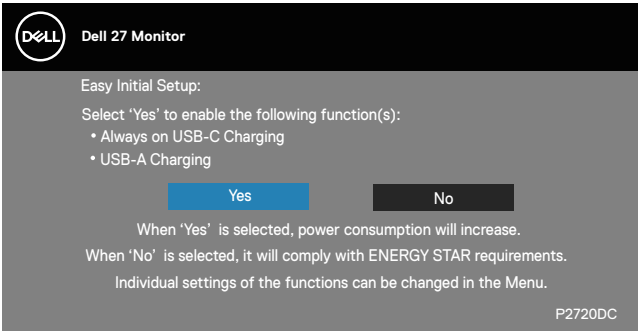 DELL
Dell 27 Monitor
Easy Initial Setup:
Select ‘Yes’ to enable the following function(s):
• Always on USB-C Charging
• USB-A Charging
Yes
No
When ‘Yes’ is selected, power consumption will increase.
When ‘No’ is selected, it will comply with ENERGY STAR requirements.
Individual settings of the functions can be changed in the Menu.
P2720DC